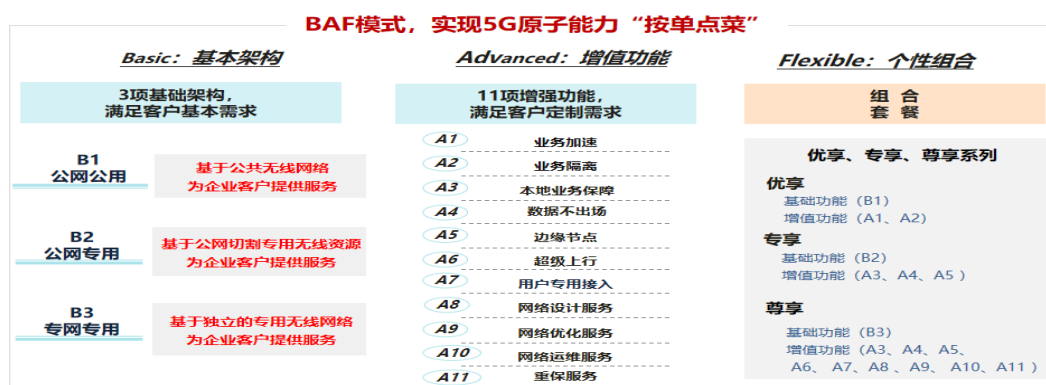 BAF模式，实现5G原子能力“按单点菜”
Basic：基本架构
3项基础架构，
满足客户基本需求
B1
公网公用
基于公共无线网络
为企业客户提供服务
B2
公网专用
基于公网切割专用无线资源
为企业客户提供服务
B3
专网专用
基于独立的专用无线网络
为企业客户提供服务
Advanced：增值功能
11项增强功能，
满足客户定制需求
A1 业务加速
A2 业务隔离
A3 本地业务保障
A4 数据不出场
A5 边缘节点
A6 超级上行
A7 用户专用接入
A8 网络设计服务
A9 网络优化服务
A10 网络运维服务
A11 重保服务
Flexible：个性组合
组 合
套 餐
优享、专享、尊享系列
优享
基础功能（B1）
增值功能（A1、A2）
专享
基础功能（B2）
增值功能（A3、A4、A5 ）
尊享
基础功能（B3）
增值功能（A3、A4、A5、
A6、 A7、A8 、A9、 A10、A11 ）